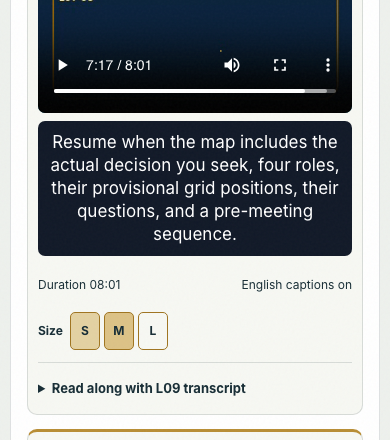 7:17 / 8:01
Resume when the map includes the
actual decision you seek, four roles,
their provisional grid positions, their
questions, and a pre-meeting
sequence.
Duration 08:01 English captions on
Size S M L
Read along with L09 transcript